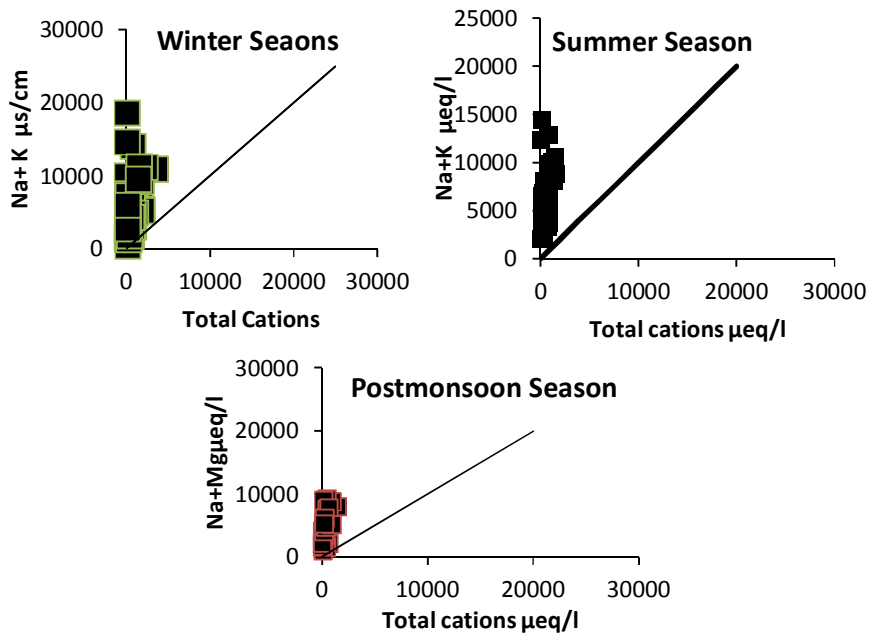 Winter Seaons
Na+ K µs/cm
30000
20000
10000
0
0 10000 20000 30000
Total Cations
Summer Season
Na+K µeq/l
25000
20000
15000
10000
5000
0
0 10000 20000 30000
Total cations µeq/l
Postmonsoon Season
Na+Mgµeq/l
30000
20000
10000
0
0 10000 20000 30000
Total cations µeq/l